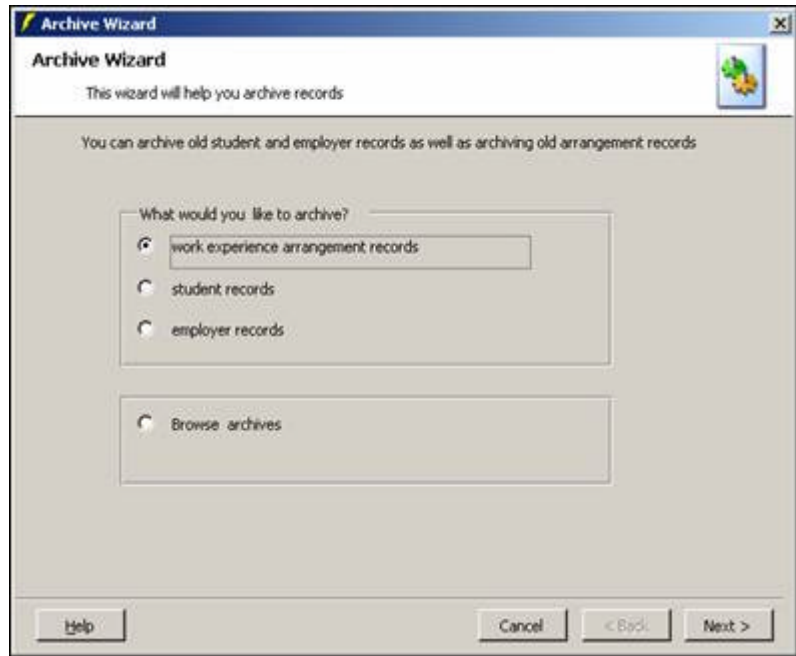 Archive Wizard
Archive Wizard
This wizard will help you archive records
You can archive old student and employer records as well as archiving old arrangement records
What would you like to archive?
work experience arrangement records
student records
employer records
Browse archives
Help
Cancel
< Back
Next >